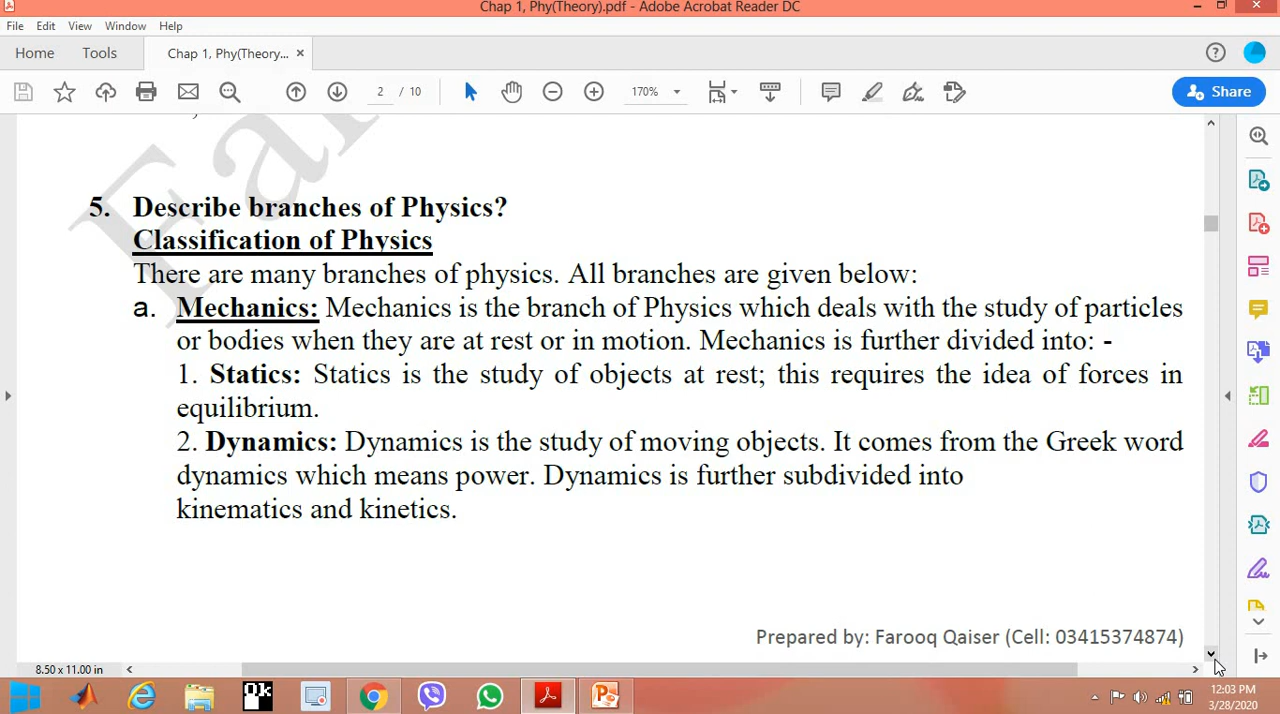 Chap 1, Phy(Theory).pdf - Adobe Acrobat Reader DC
File Edit View Window Help
Home Tools Chap 1, Phy(Theory... ×
2 / 10 170% Share
Far
5. Describe branches of Physics?
Classification of Physics
There are many branches of physics. All branches are given below:
a. Mechanics: Mechanics is the branch of Physics which deals with the study of particles
or bodies when they are at rest or in motion. Mechanics is further divided into: -
1. Statics: Statics is the study of objects at rest; this requires the idea of forces in
equilibrium.
2. Dynamics: Dynamics is the study of moving objects. It comes from the Greek word
dynamics which means power. Dynamics is further subdivided into
kinematics and kinetics.
Prepared by: Farooq Qaiser (Cell: 03415374874)
8.50 x 11.00 in
12:03 PM
3/28/2020